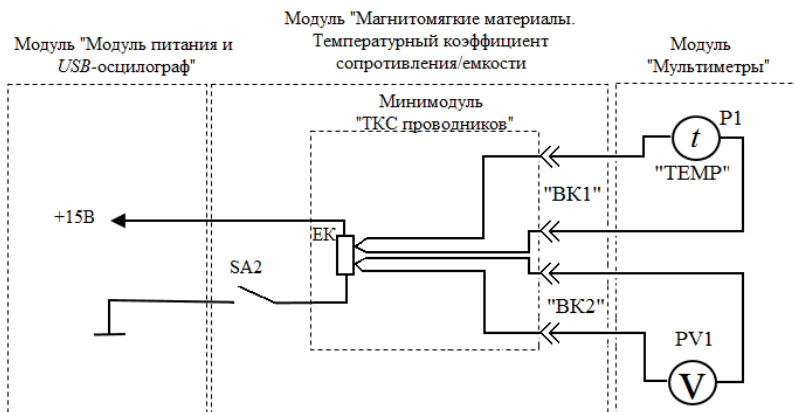 Модуль "Модуль питания и
USB-осцилограф"
Модуль "Магнитомягкие материалы.
Температурный коэффициент
сопротивления/емкости
Модуль
"Мультиметры"
Минимодуль
"ТКС проводников"
P1
t
"TEMP"
"ВК1"
+15В
ЕК
SA2
"ВК2"
PV1
V